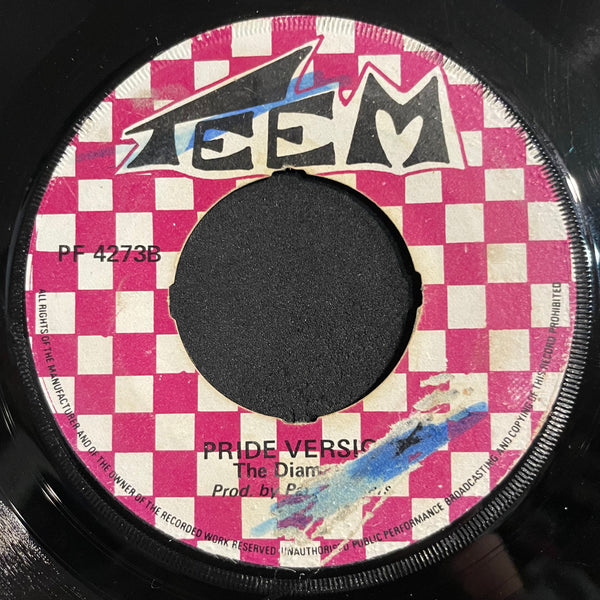 TEEM
PF 4273B
PRIDE VERSIO
The Diam
Prod. by
ALL RIGHTS OF THE MANUFACTURER AND OF THE OWNER OF THE RECORDED WORK RESERVED UNAUTHORISED PUBLIC PERFORMANCE BROADCASTING AND COPYING OF THIS RECORD PROHIBITED